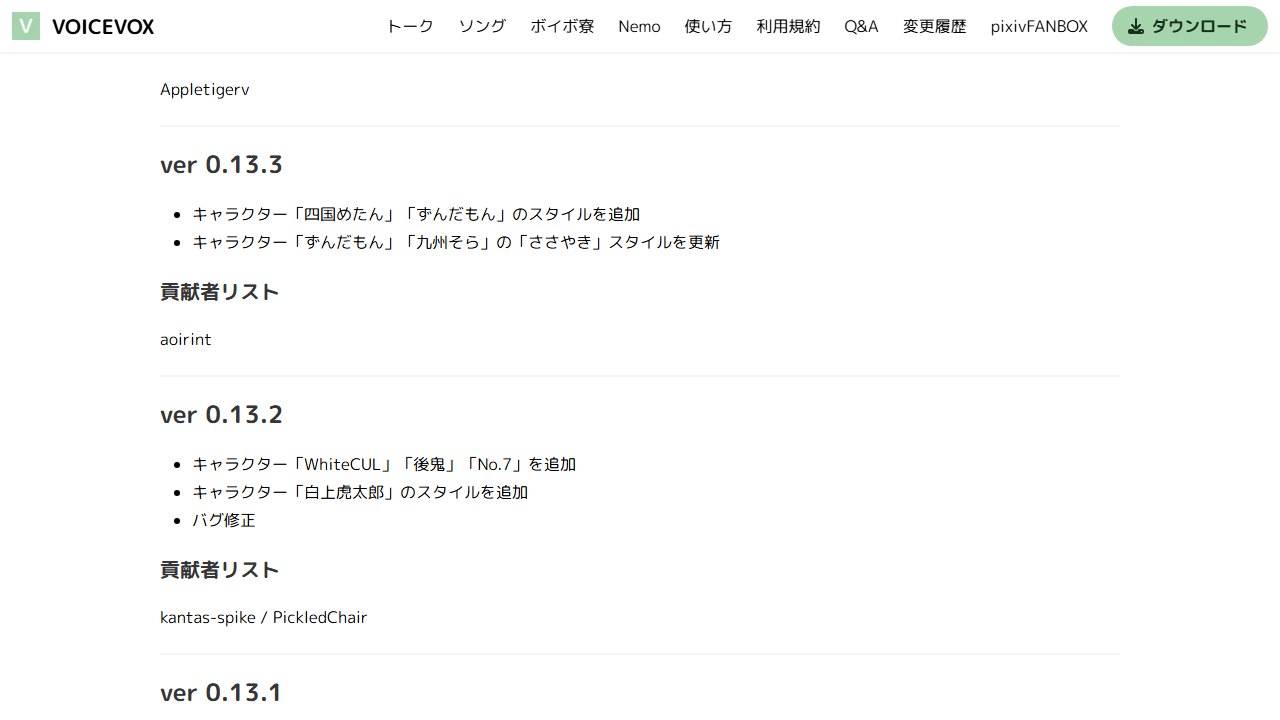 V VOICEVOX トーク ソング ボイボ寮 Nemo 使い方 利用規約 Q&A 変更履歴 pixivFANBOX ダウンロード
Appletigerv
ver 0.13.3
キャラクター「四国めたん」「ずんだもん」のスタイルを追加
キャラクター「ずんだもん」「九州そら」の「ささやき」スタイルを更新
貢献者リスト
aoirint
ver 0.13.2
キャラクター「WhiteCUL」「後鬼」「No.7」を追加
キャラクター「白上虎太郎」のスタイルを追加
バグ修正
貢献者リスト
kantas-spike / PickledChair
ver 0.13.1